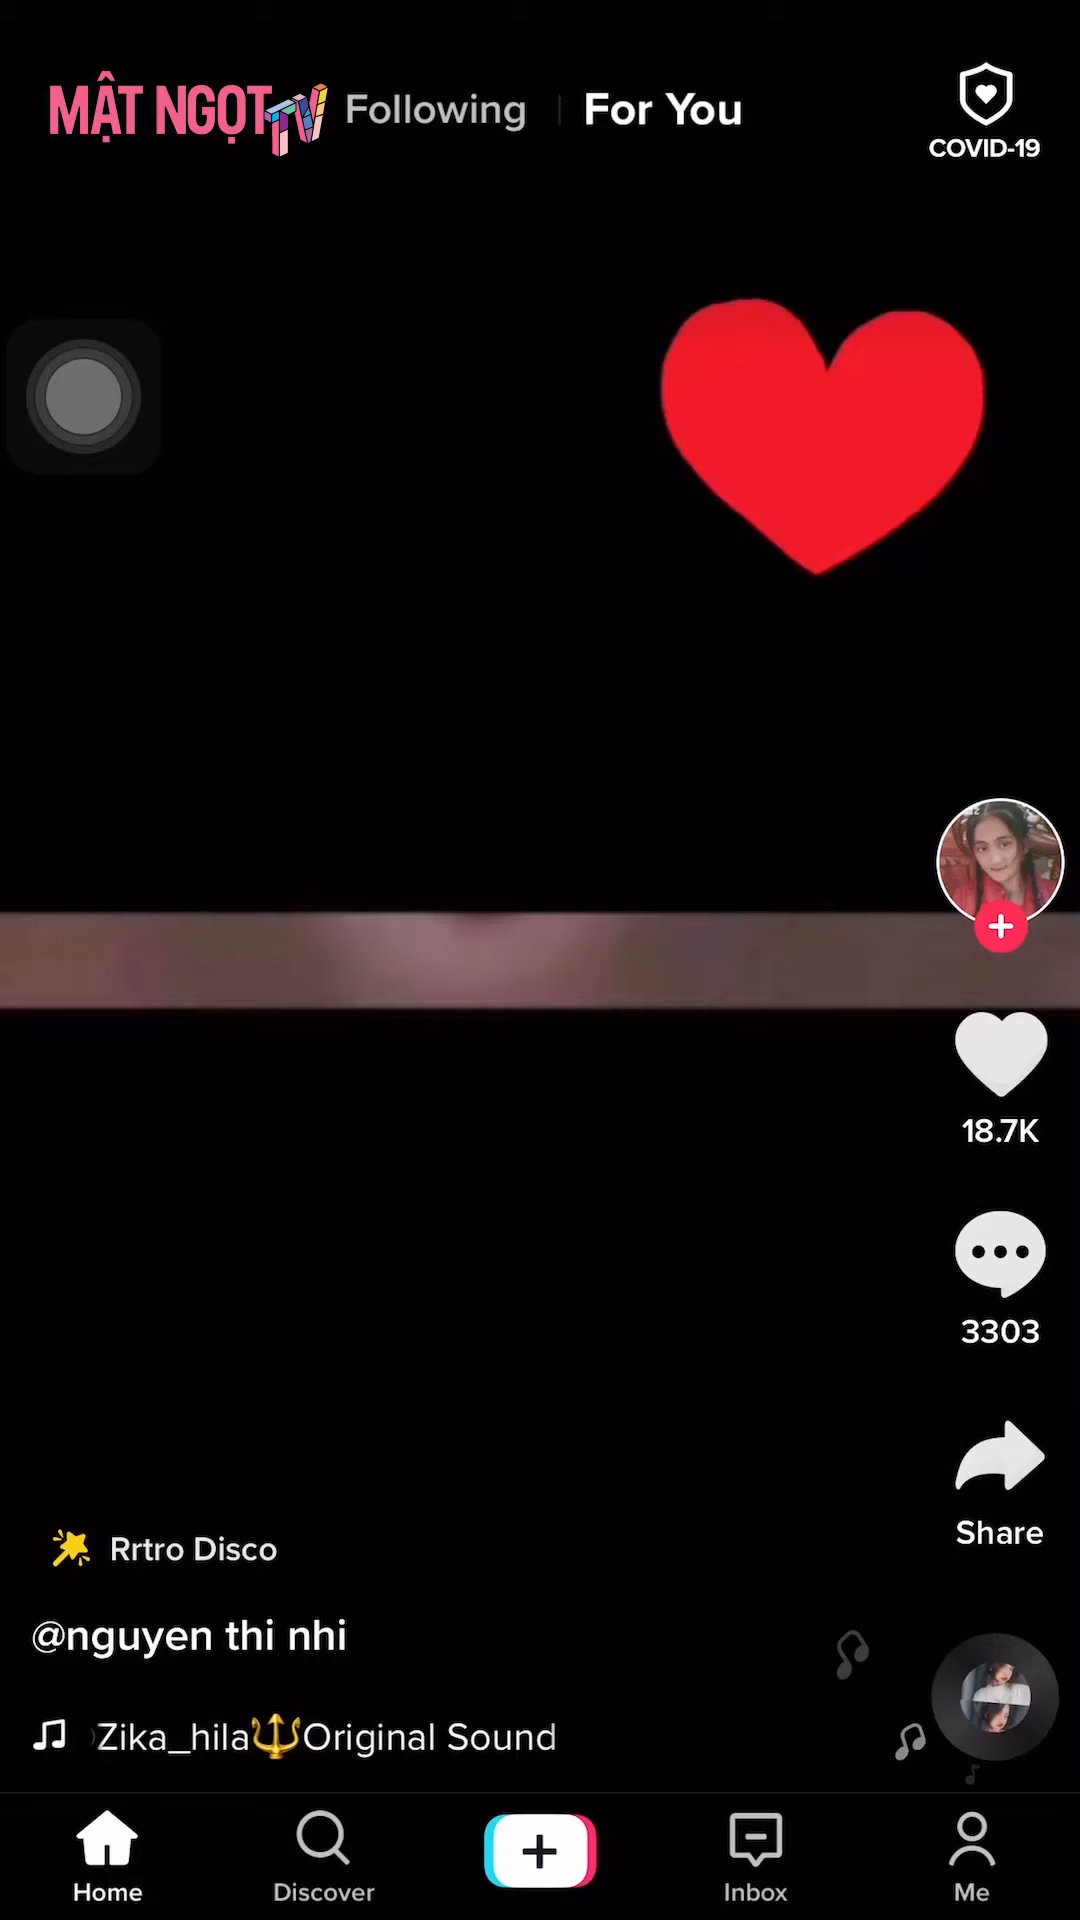 MẬT NGỌT TV
Following
For You
COVID-19
18.7K
3303
Share
Rrtro Disco
@nguyen thi nhi
Zika_hila🔱Original Sound
Home
Discover
Inbox
Me